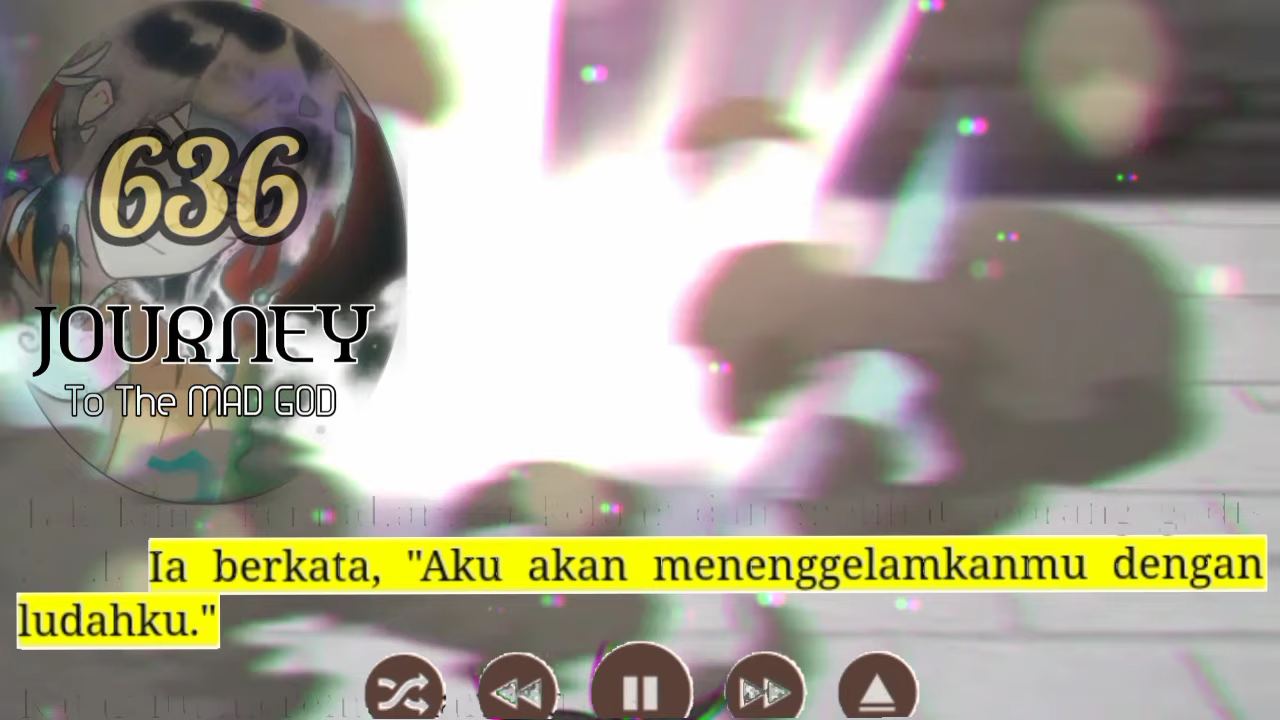 636
JOURNEY
To The MAD GOD
Ia berkata, "Aku akan menenggelamkanmu dengan
ludahku."